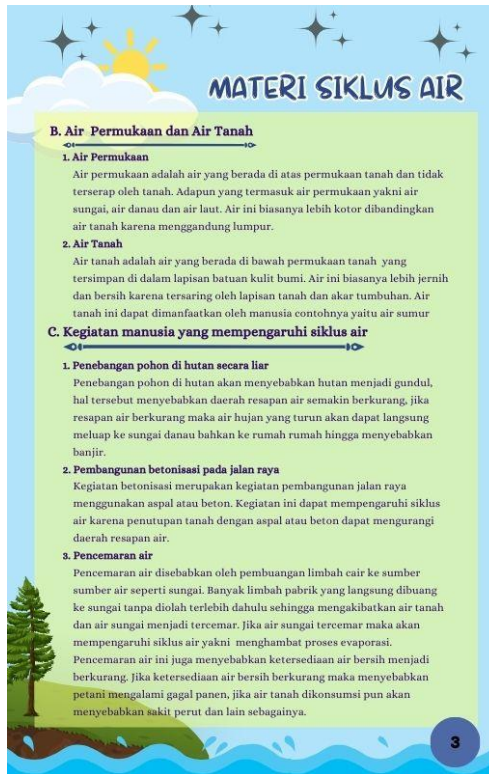 MATERI SIKLUS AIR
B. Air Permukaan dan Air Tanah
1. Air Permukaan
Air permukaan adalah air yang berada di atas permukaan tanah dan tidak
terserap oleh tanah. Adapun yang termasuk air permukaan yakni air
sungai, air danau dan air laut. Air ini biasanya lebih kotor dibandingkan
air tanah karena menggandung lumpur.
2. Air Tanah
Air tanah adalah air yang berada di bawah permukaan tanah yang
tersimpan di dalam lapisan batuan kulit bumi. Air ini biasanya lebih jernih
dan bersih karena tersaring oleh lapisan tanah dan akar tumbuhan. Air
tanah ini dapat dimanfaatkan oleh manusia contohnya yaitu air sumur
C. Kegiatan manusia yang mempengaruhi siklus air
1. Penebangan pohon di hutan secara liar
Penebangan pohon di hutan akan menyebabkan hutan menjadi gundul,
hal tersebut menyebabkan daerah resapan air semakin berkurang, jika
resapan air berkurang maka air hujan yang turun akan dapat langsung
meluap ke sungai danau bahkan ke rumah rumah hingga menyebabkan
banjir.
2. Pembangunan betonisasi pada jalan raya
Kegiatan betonisasi merupakan kegiatan pembangunan jalan raya
menggunakan aspal atau beton. Kegiatan ini dapat mempengaruhi siklus
air karena penutupan tanah dengan aspal atau beton dapat mengurangi
daerah resapan air.
3. Pencemaran air
Pencemaran air disebabkan oleh pembuangan limbah cair ke sumber
sumber air seperti sungai. Banyak limbah pabrik yang langsung dibuang
ke sungai tanpa diolah terlebih dahulu sehingga mengakibatkan air tanah
dan air sungai menjadi tercemar. Jika air sungai tercemar maka akan
mempengaruhi siklus air yakni menghambat proses evaporasi.
Pencemaran air ini juga menyebabkan ketersediaan air bersih menjadi
berkurang. Jika ketersediaan air bersih berkurang maka menyebabkan
petani mengalami gagal panen, jika air tanah dikonsumsi pun akan
menyebabkan sakit perut dan lain sebagainya.
3